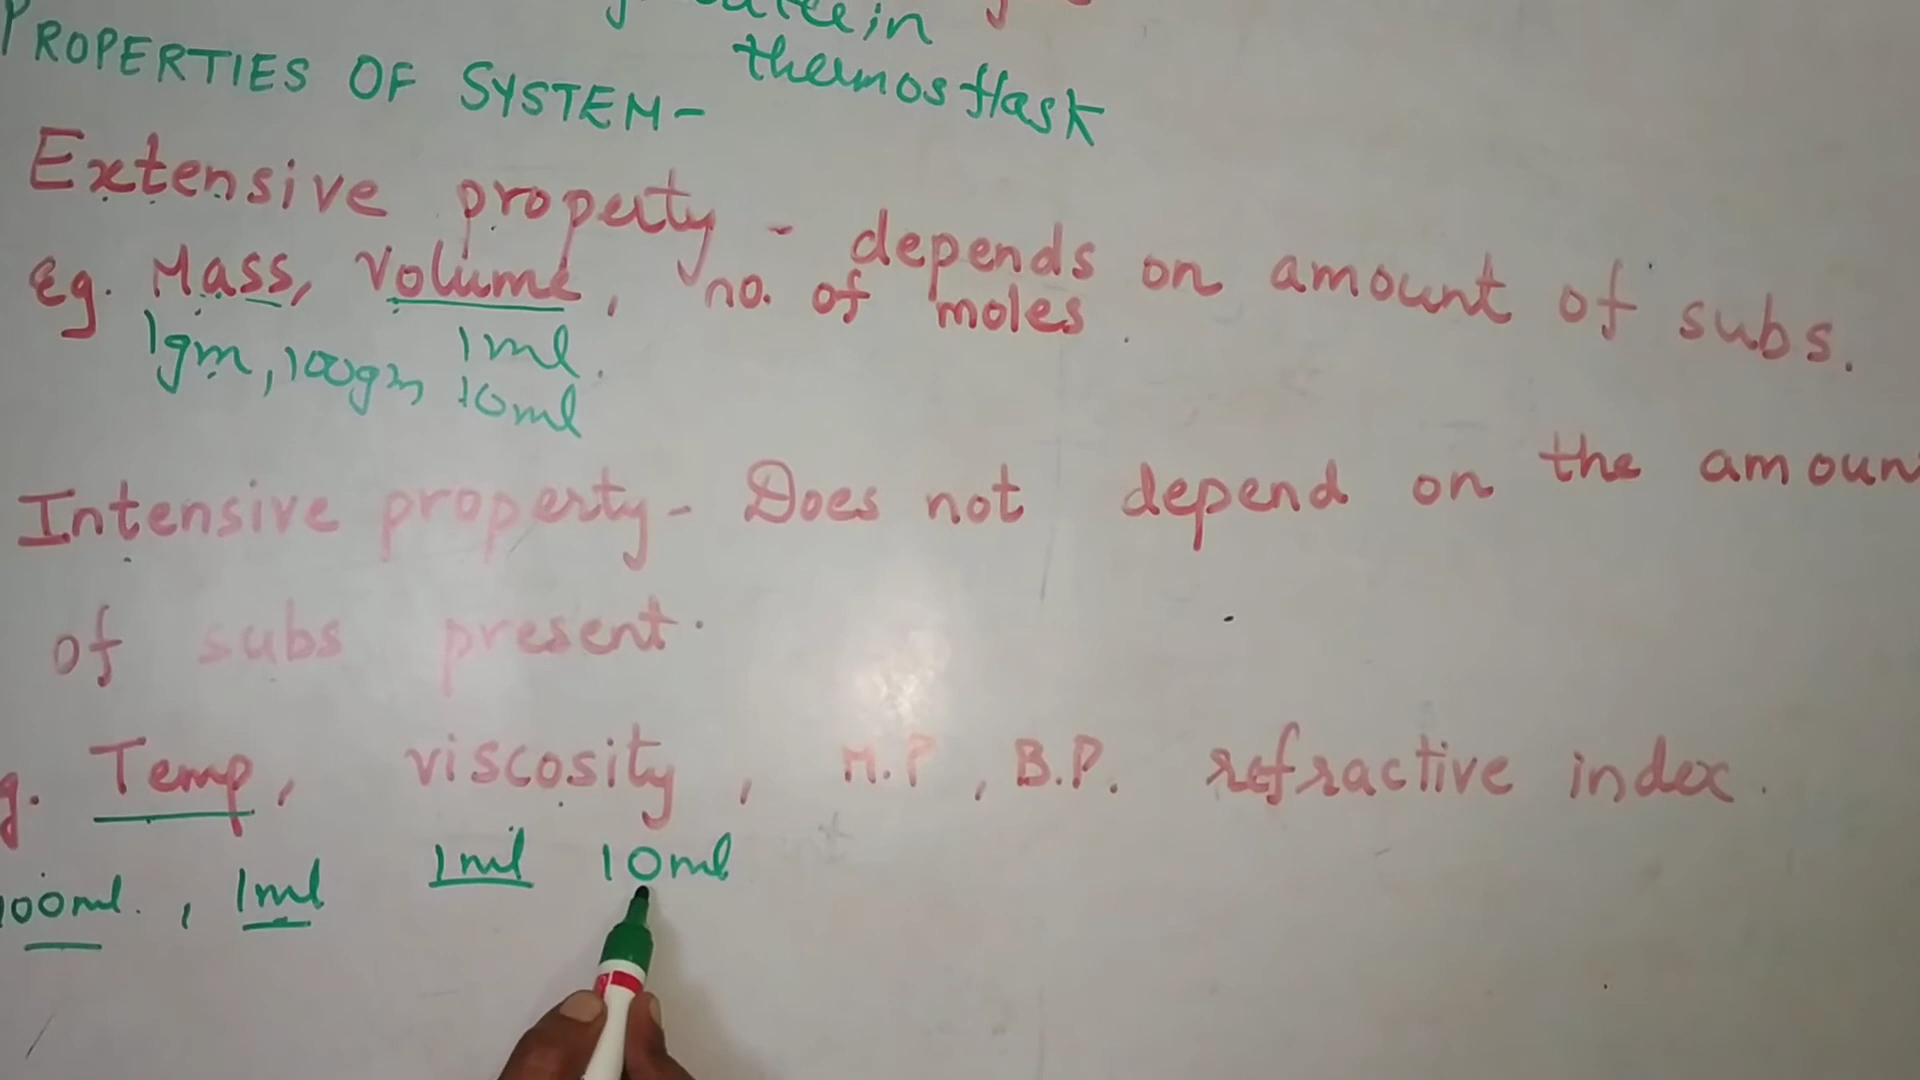 in
thermos flask
PROPERTIES OF SYSTEM-
Extensive property - depends on amount of subs.
eg. Mass, Volume, no. of moles
1gm, 100gm 1ml.
10ml
Intensive property - Does not depend on the amoun
of subs present.
g. Temp, viscosity, M.P, B.P. refractive index.
100ml. , 1ml 1ml 10ml